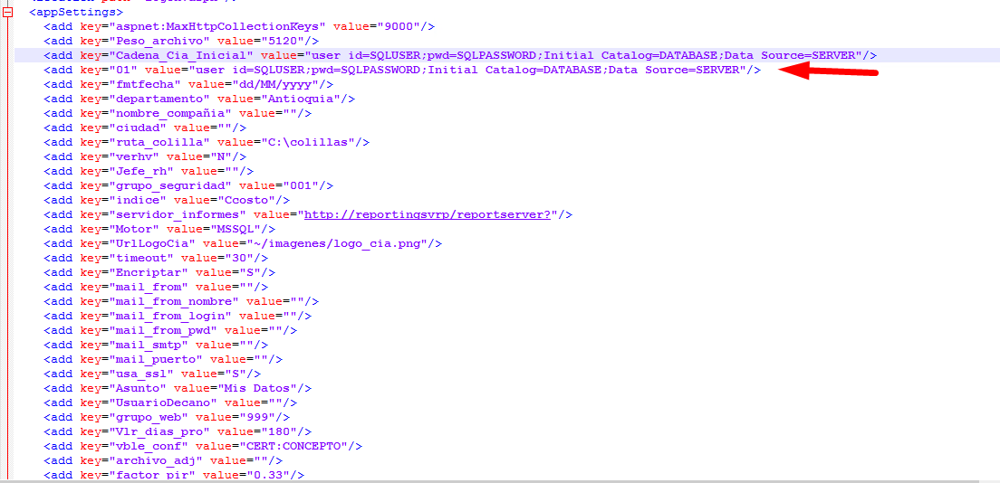 <appSettings>
<add key="aspnet:MaxHttpCollectionKeys" value="9000"/>
<add key="Peso_archivo" value="5120"/>
<add key="Cadena_Cia_Inicial" value="user id=SQLUSER;pwd=SQLPASSWORD;Initial Catalog=DATABASE;Data Source=SERVER"/>
<add key="01" value="user id=SQLUSER;pwd=SQLPASSWORD;Initial Catalog=DATABASE;Data Source=SERVER"/>
<add key="fmtfecha" value="dd/MM/yyyy"/>
<add key="departamento" value="Antioquia"/>
<add key="nombre_compañia" value=""/>
<add key="ciudad" value=""/>
<add key="ruta_colilla" value="C:\colillas"/>
<add key="verhv" value="N"/>
<add key="Jefe_rh" value=""/>
<add key="grupo_seguridad" value="001"/>
<add key="indice" value="Ccosto"/>
<add key="servidor_informes" value="http://reportingsvrp/reportserver?"/>
<add key="Motor" value="MSSQL"/>
<add key="UrlLogoCia" value="~/imagenes/logo_cia.png"/>
<add key="timeout" value="30"/>
<add key="Encriptar" value="S"/>
<add key="mail_from" value=""/>
<add key="mail_from_nombre" value=""/>
<add key="mail_from_login" value=""/>
<add key="mail_from_pwd" value=""/>
<add key="mail_smtp" value=""/>
<add key="mail_puerto" value=""/>
<add key="usa_ssl" value="S"/>
<add key="Asunto" value="Mis Datos"/>
<add key="UsuarioDecano" value=""/>
<add key="grupo_web" value="999"/>
<add key="Vlr_dias_pro" value="180"/>
<add key="vble_conf" value="CERT:CONCEPTO"/>
<add key="archivo_adj" value=""/>
<add key="factor_pir" value="0.33"/>